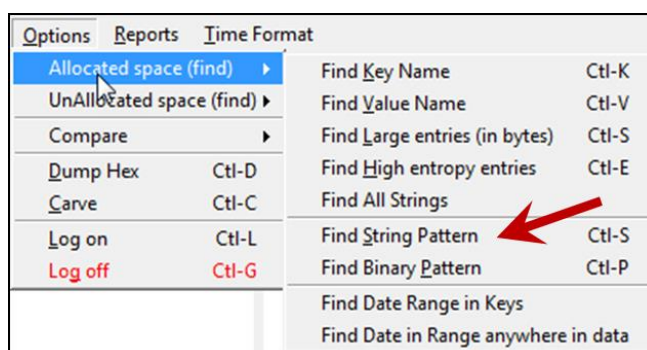 Options Reports Time Format
Allocated space (find)
UnAllocated space (find)
Compare
Dump Hex Ctl-D
Carve Ctl-C
Log on Ctl-L
Log off Ctl-G
Find Key Name Ctl-K
Find Value Name Ctl-V
Find Large entries (in bytes) Ctl-S
Find High entropy entries Ctl-E
Find All Strings
Find String Pattern Ctl-S
Find Binary Pattern Ctl-P
Find Date Range in Keys
Find Date in Range anywhere in data